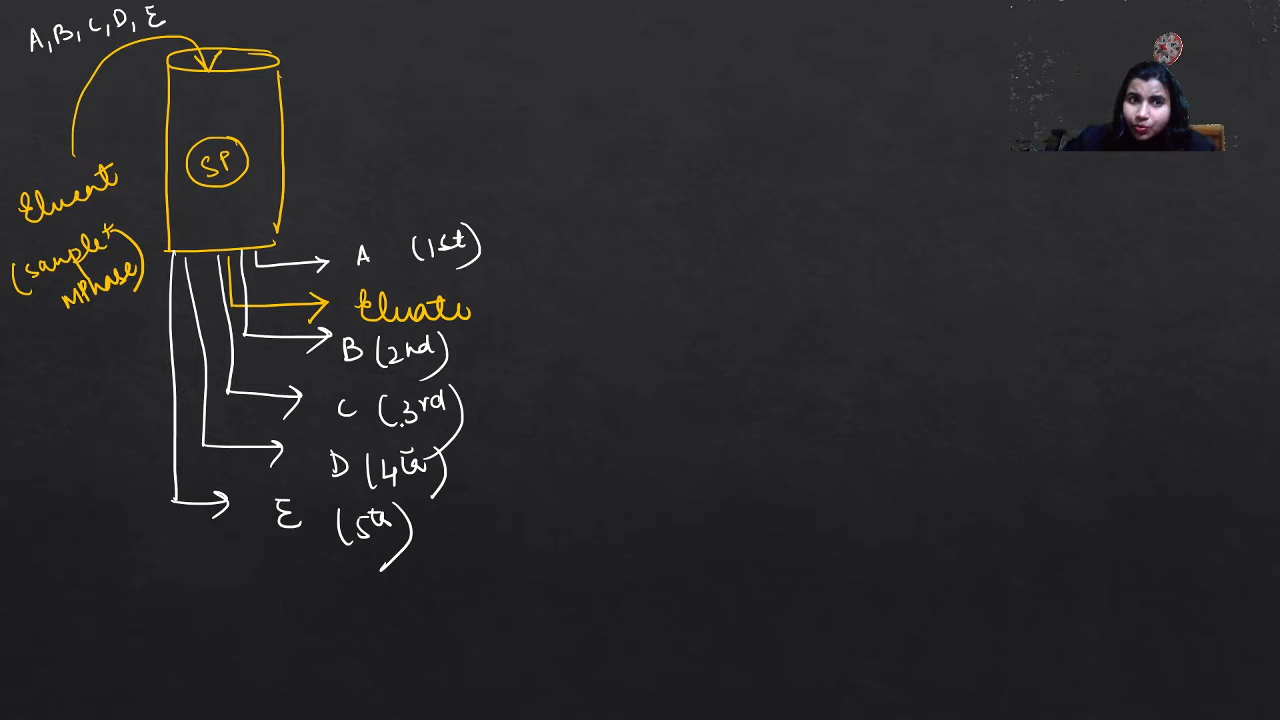 A, B, C, D, E
SP
Eluent
(Sample +
MPhase)
A (1st)
Eluate
B (2nd)
C (3rd)
D (4th)
E (5th)